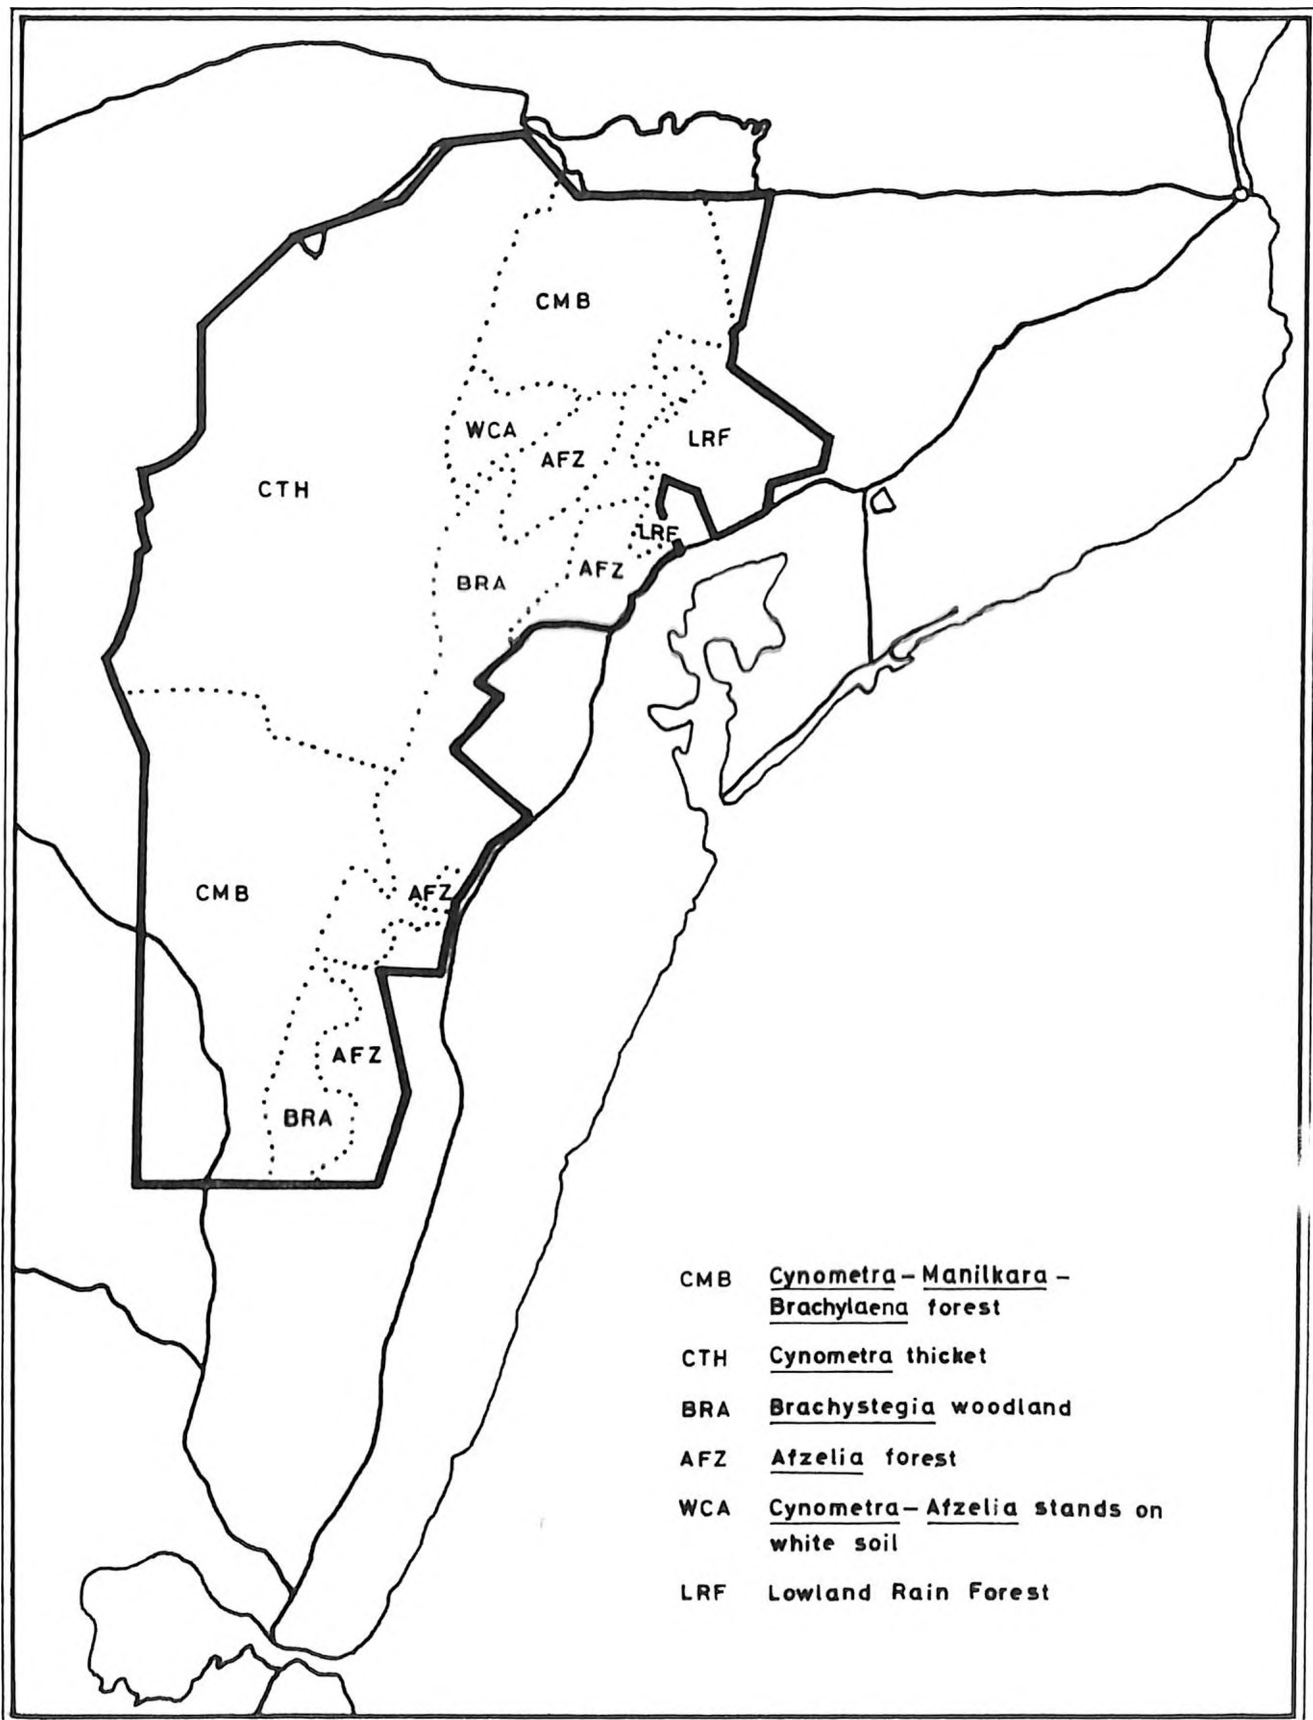 CMB
WCA
AFZ
LRF
CTH
LRF
AFZ
BRA
CMB
AFZ
AFZ
BRA
CMB Cynometra – Manilkara –
Brachylaena forest
CTH Cynometra thicket
BRA Brachystegia woodland
AFZ Afzelia forest
WCA Cynometra – Afzelia stands on
white soil
LRF Lowland Rain Forest